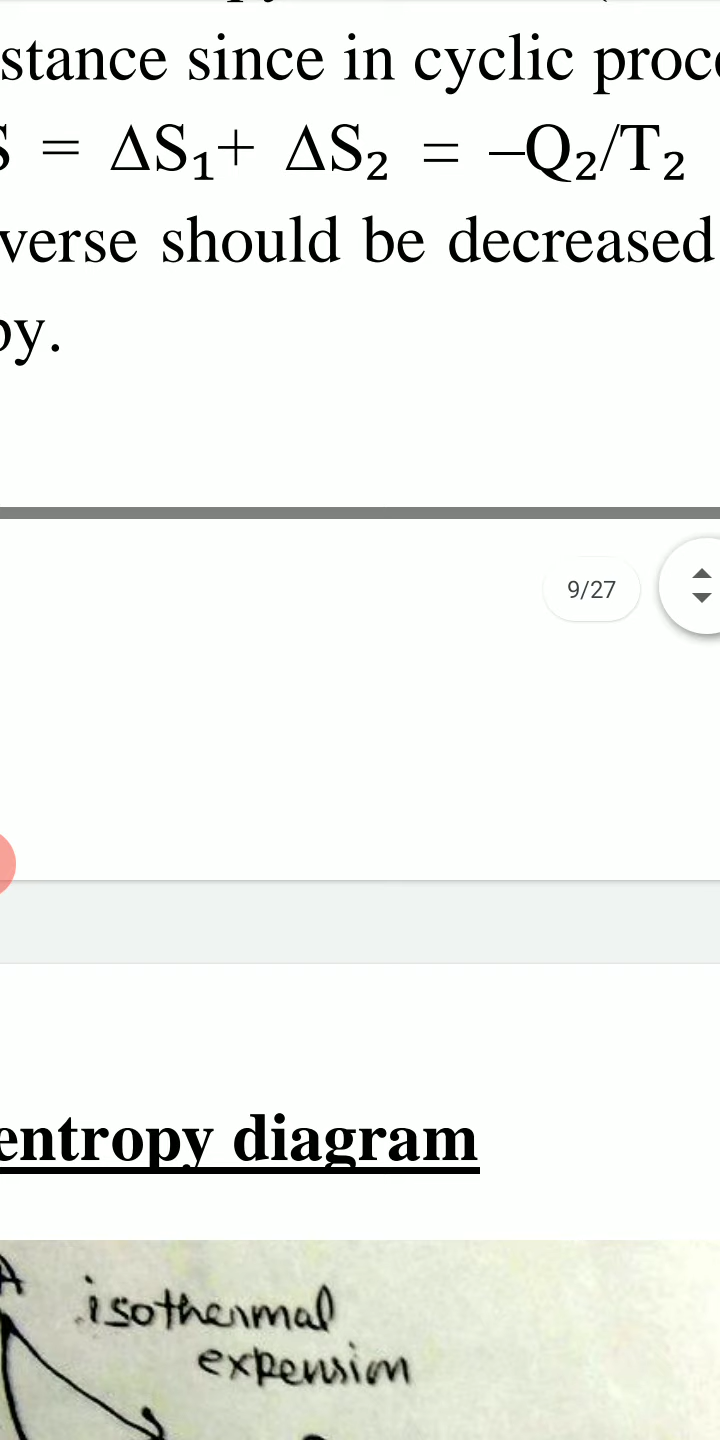 stance since in cyclic proc
= ΔS₁+ ΔS₂ = –Q₂/T₂
verse should be decreased
py.
9/27
entropy diagram
A isothermal
expension